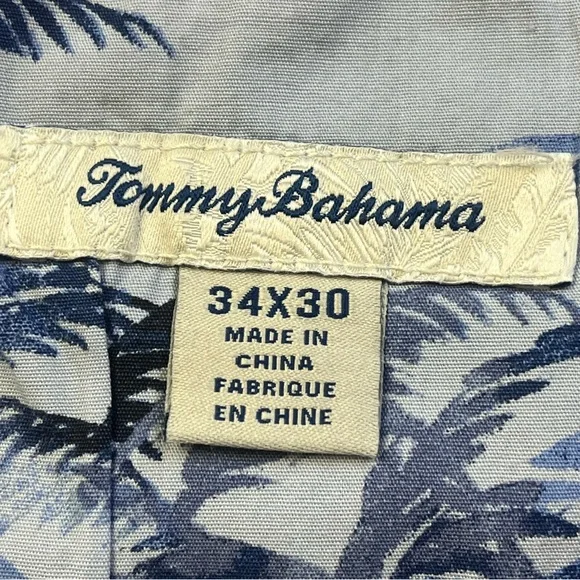 Tommy Bahama
34X30
MADE IN
CHINA
FABRIQUE
EN CHINE